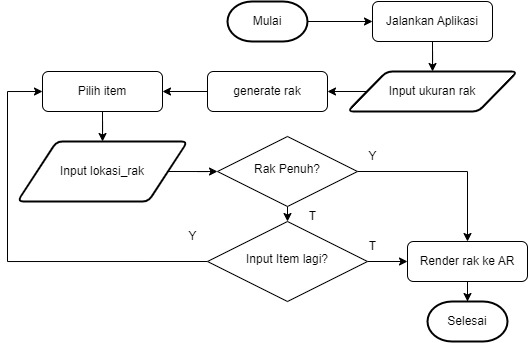 Mulai
Jalankan Aplikasi
Input ukuran rak
generate rak
Pilih item
Input lokasi_rak
Rak Penuh?
Y
T
Input Item lagi?
Y
T
Render rak ke AR
Selesai